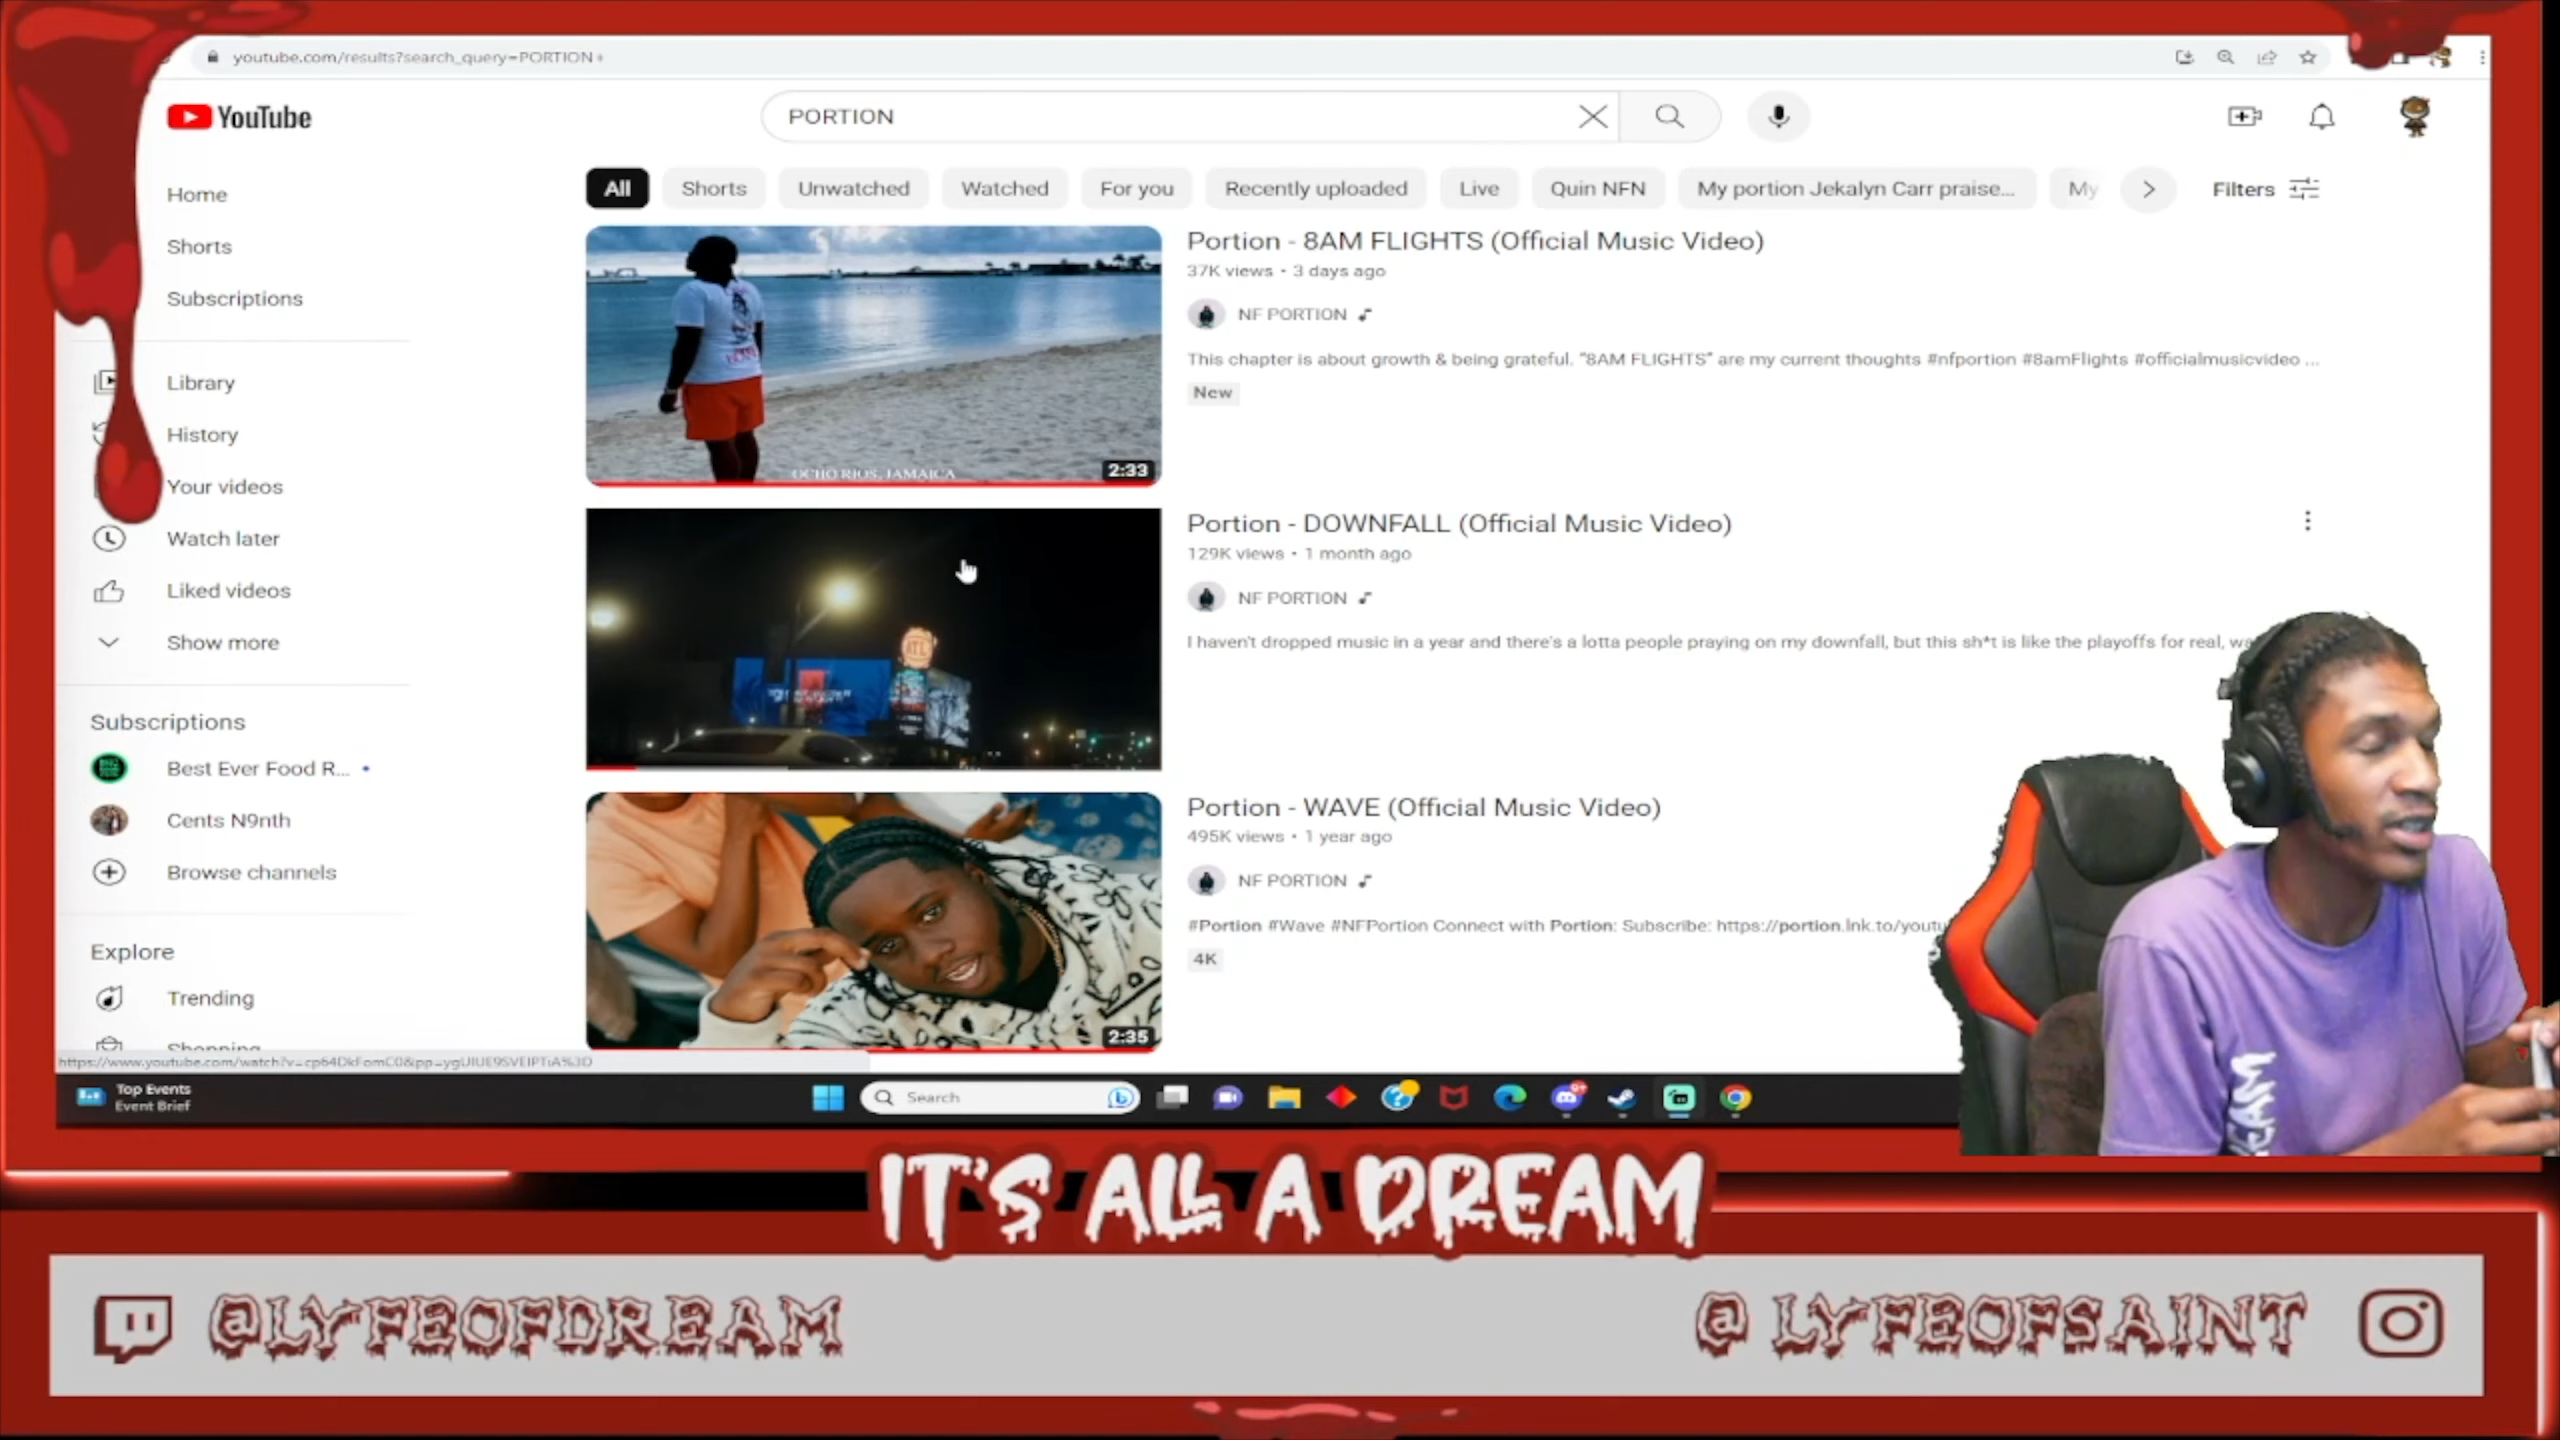 youtube.com/results?search_query=PORTION+
YouTube
PORTION
Home
Shorts
Subscriptions
Library
History
Your videos
Watch later
Liked videos
Show more
Subscriptions
Best Ever Food R...
Cents N9nth
Browse channels
Explore
Trending
Shopping
All
Shorts
Unwatched
Watched
For you
Recently uploaded
Live
Quin NFN
My portion Jekalyn Carr praise...
My
Filters
OCHO RIOS, JAMAICA
2:33
Portion - 8AM FLIGHTS (Official Music Video)
37K views • 3 days ago
NF PORTION
This chapter is about growth & being grateful. "8AM FLIGHTS" are my current thoughts #nfportion #8amFlights #officialmusicvideo ...
New
ATL
Portion - DOWNFALL (Official Music Video)
129K views • 1 month ago
NF PORTION
I haven't dropped music in a year and there's a lotta people praying on my downfall, but this sh*t is like the playoffs for real,
2:35
Portion - WAVE (Official Music Video)
495K views • 1 year ago
NF PORTION
#Portion #Wave #NFPortion Connect with Portion: Subscribe: https://portion.lnk.to/youtu
4K
Top Events
Event Brief
Search
IT'S ALL A DREAM
@LYFEOFDREAM
@ LYFEOFSAINT